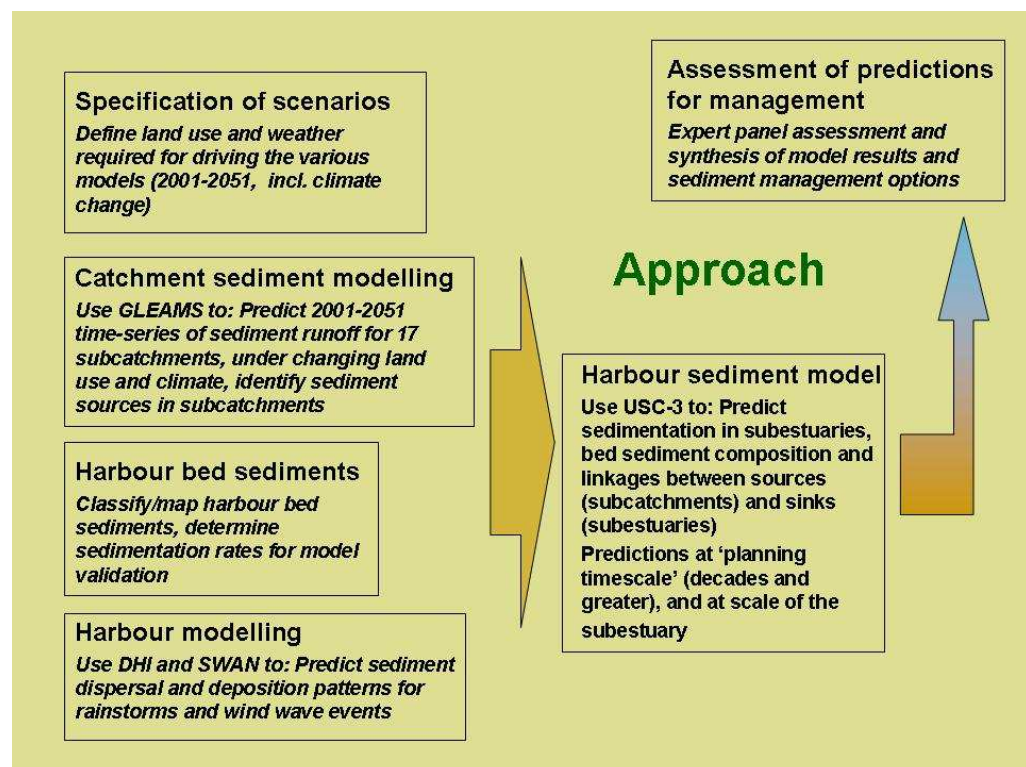 Specification of scenarios
Define land use and weather
required for driving the various
models (2001-2051, incl. climate
change)
Catchment sediment modelling
Use GLEAMS to: Predict 2001-2051
time-series of sediment runoff for 17
subcatchments, under changing land
use and climate, identify sediment
sources in subcatchments
Harbour bed sediments
Classify/map harbour bed
sediments, determine
sedimentation rates for model
validation
Harbour modelling
Use DHI and SWAN to: Predict sediment
dispersal and deposition patterns for
rainstorms and wind wave events
Approach
Harbour sediment model
Use USC-3 to: Predict
sedimentation in subestuaries,
bed sediment composition and
linkages between sources
(subcatchments) and sinks
(subestuaries)
Predictions at ‘planning
timescale’ (decades and
greater), and at scale of the
subestuary
Assessment of predictions
for management
Expert panel assessment and
synthesis of model results and
sediment management options